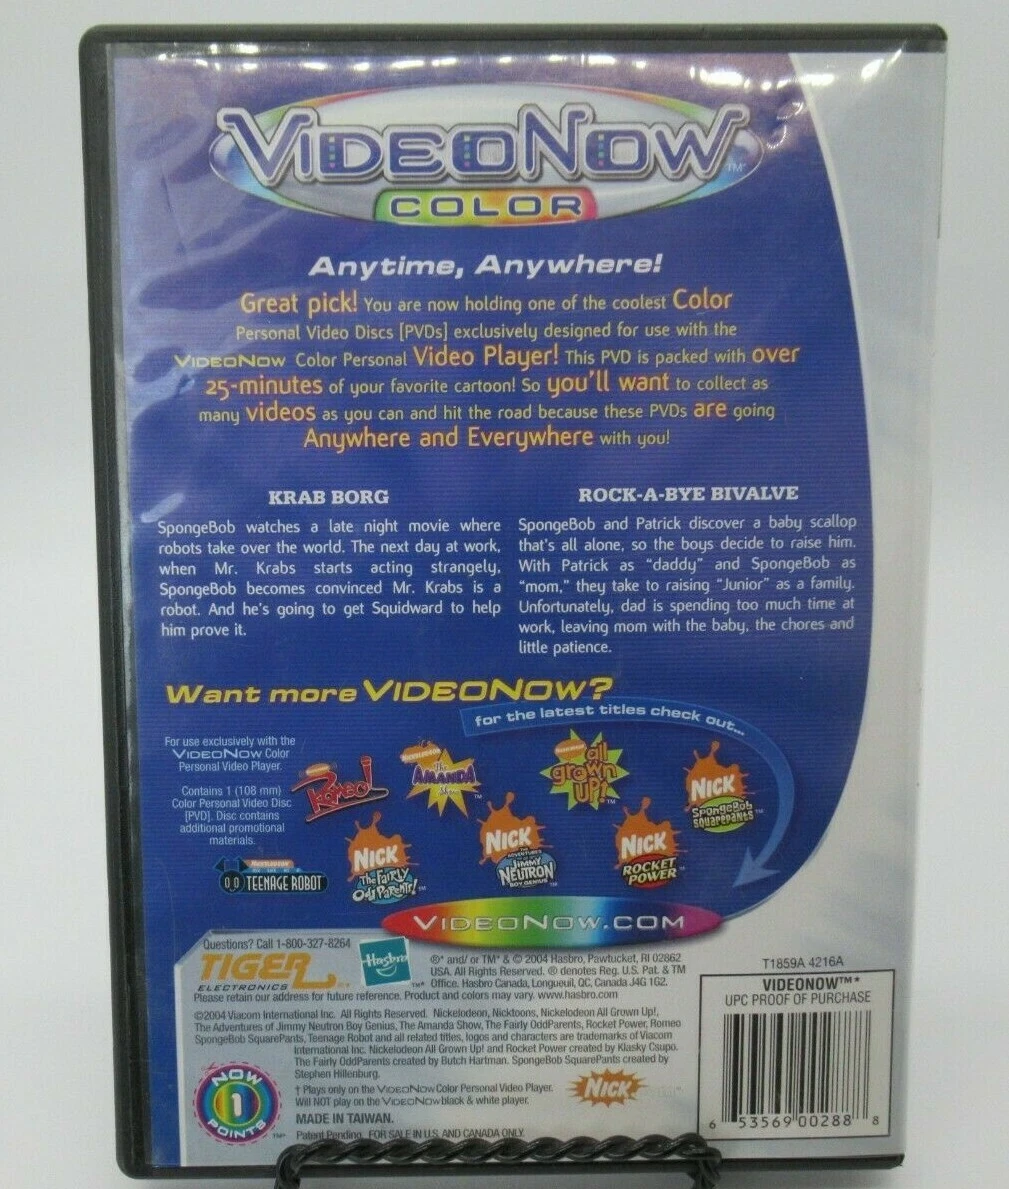 VIDEONOW™
COLOR
Anytime, Anywhere!
Great pick! You are now holding one of the coolest Color
Personal Video Discs [PVDs] exclusively designed for use with the
VIDEONOW Color Personal Video Player! This PVD is packed with over
25-minutes of your favorite cartoon! So you'll want to collect as
many videos as you can and hit the road because these PVDs are going
Anywhere and Everywhere with you!
KRAB BORG
SpongeBob watches a late night movie where
robots take over the world. The next day at work,
when Mr. Krabs starts acting strangely,
SpongeBob becomes convinced Mr. Krabs is a
robot. And he's going to get Squidward to help
him prove it.
ROCK-A-BYE BIVALVE
SpongeBob and Patrick discover a baby scallop
that's all alone, so the boys decide to raise him.
With Patrick as "daddy" and SpongeBob as
"mom," they take to raising "Junior" as a family.
Unfortunately, dad is spending too much time at
work, leaving mom with the baby, the chores and
little patience.
Want more VIDEONOW?
for the latest titles check out...
For use exclusively with the
VIDEONOW Color
Personal Video Player.
Contains 1 (108 mm)
Color Personal Video Disc
[PVD]. Disc contains
additional promotional
materials.
Romeo!
NICKELODEON
The
AMANDA
Show™
all
grown
UP!™
NICK
SpongeBob
SQUAREPANTS™
NICKELODEON
TEENAGE ROBOT
NICK
The FAiRLY
Odd PaReNTS!™
NICK
THE ADVENTURES OF
JIMMY
NEUTRON
BOY GENIUS™
NICK
ROCKET
POWER™
VIDEONOW.COM
Questions? Call 1-800-327-8264
TIGER
ELECTRONICS
Hasbro
®* and/ or TM* & © 2004 Hasbro, Pawtucket, RI 02862
USA. All Rights Reserved. ® denotes Reg. U.S. Pat. & TM
Office. Hasbro Canada, Longueuil, QC, Canada J4G 1G2.
Please retain our address for future reference. Product and colors may vary. www.hasbro.com
©2004 Viacom International Inc. All Rights Reserved. Nickelodeon, Nicktoons, Nickelodeon All Grown Up!,
The Adventures of Jimmy Neutron Boy Genius, The Amanda Show, The Fairly OddParents, Rocket Power, Romeo
SpongeBob SquarePants, Teenage Robot and all related titles, logos and characters are trademarks of Viacom
International Inc. Nickelodeon All Grown Up! and Rocket Power created by Klasky Csupo.
The Fairly OddParents created by Butch Hartman. SpongeBob SquarePants created by
Stephen Hillenburg.
† Plays only on the VIDEONOW Color Personal Video Player.
Will NOT play on the VIDEONOW black & white player.
MADE IN TAIWAN.
Patent Pending. FOR SALE IN U.S. AND CANADA ONLY.
NOW
1
POINTS™
NICK
T1859A 4216A
VIDEONOW™*
UPC PROOF OF PURCHASE
6 53569 00288 8